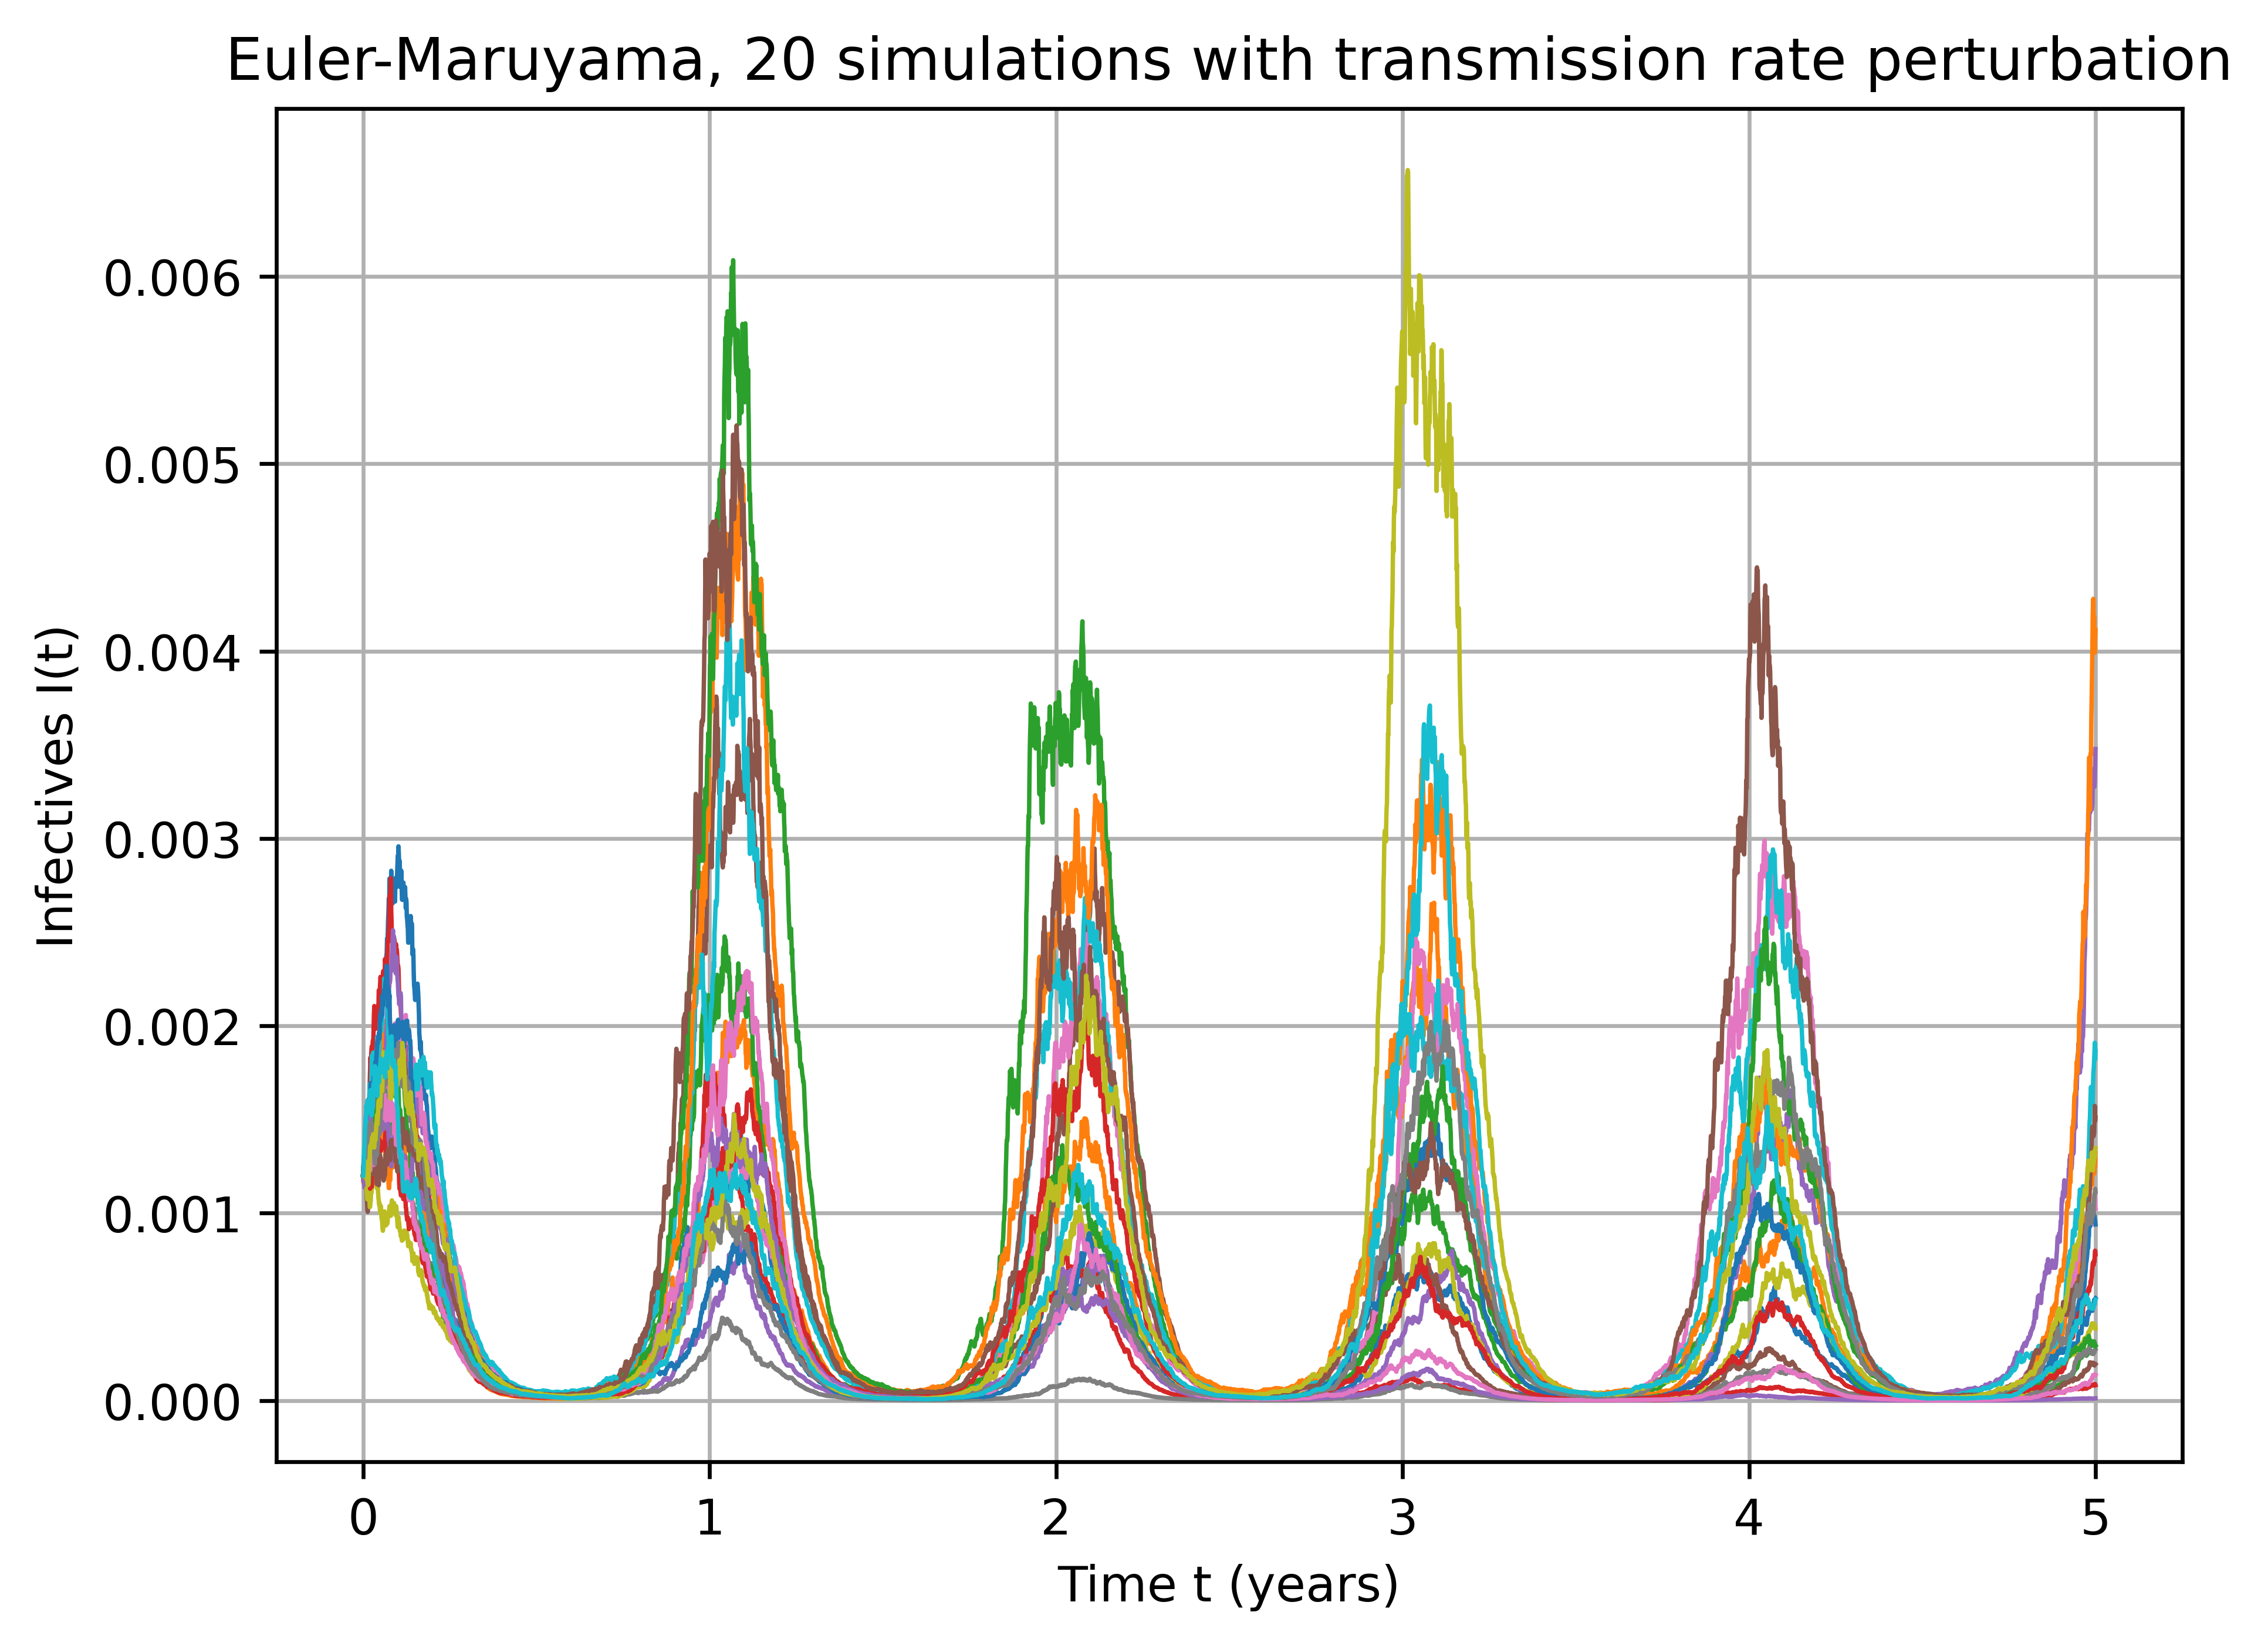 Euler-Maruyama, 20 simulations with transmission rate perturbation
0.006
0.005
0.004
0.003
0.002
0.001
0.000
Infectives I(t)
0 1 2 3 4 5
Time t (years)